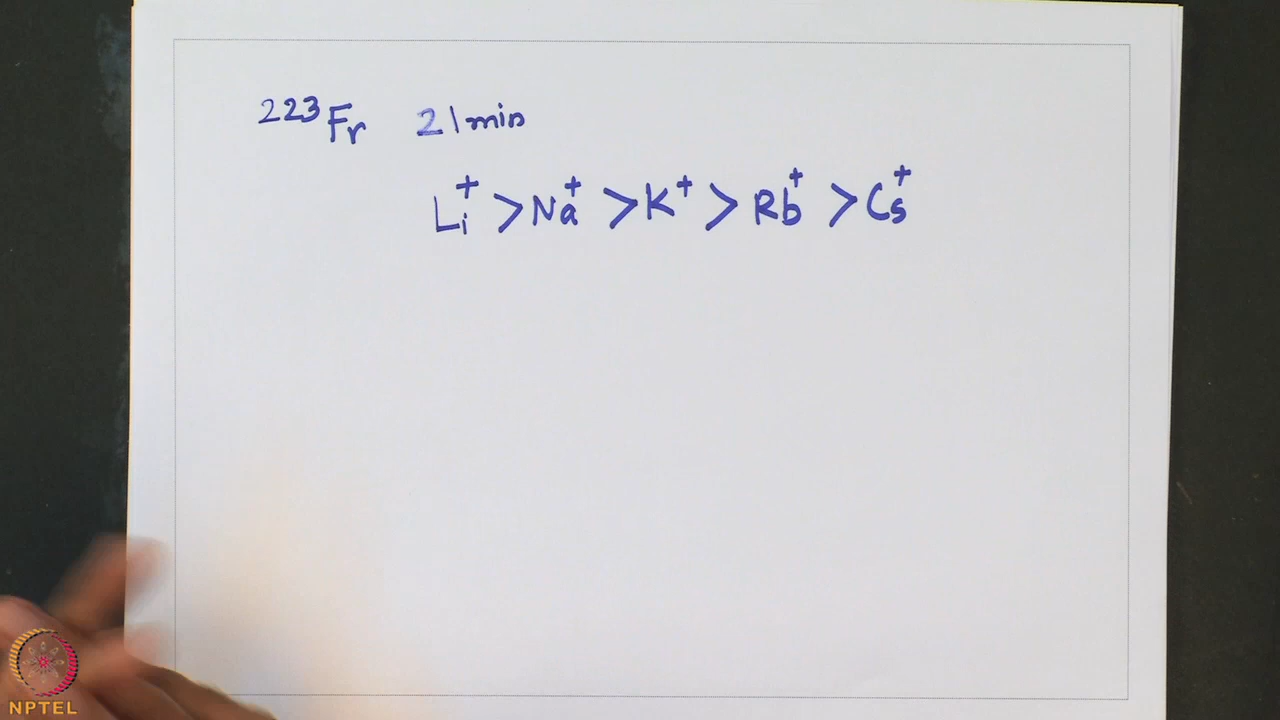 ²²³Fr 21min
Li⁺ > Na⁺ > K⁺ > Rb⁺ > Cs⁺
NPTEL